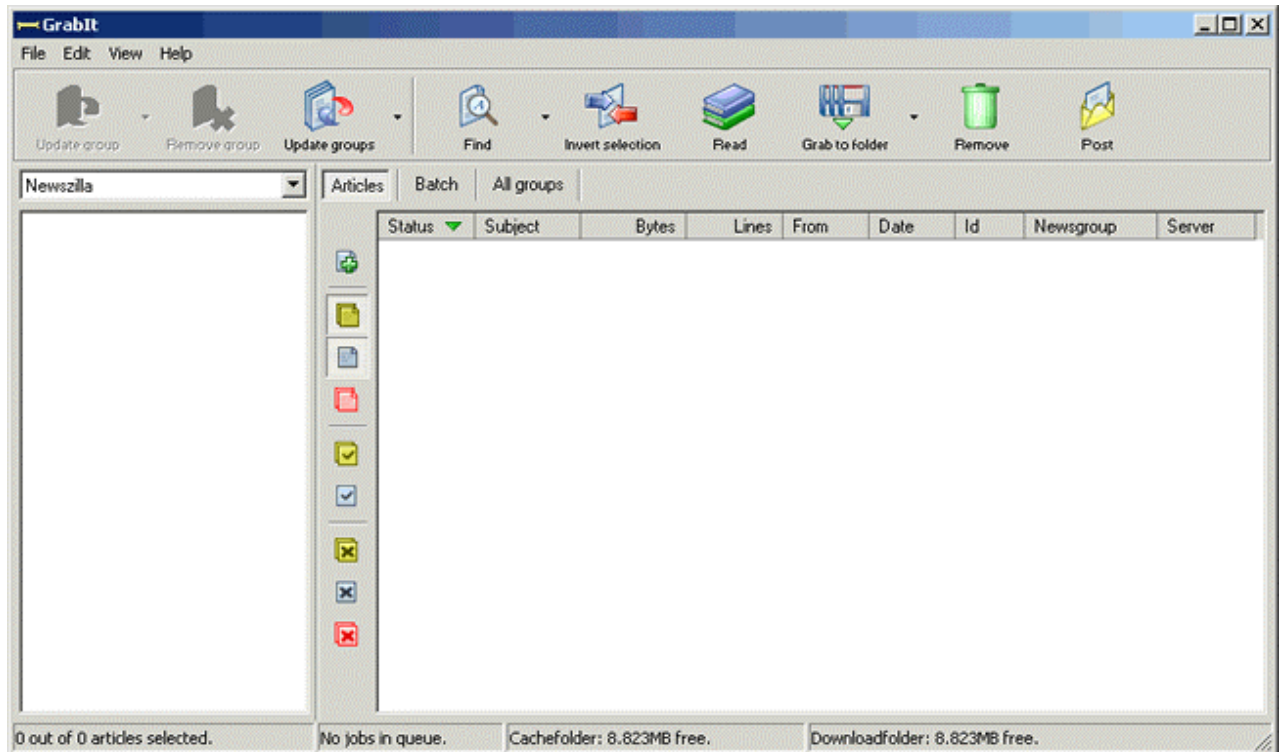 GrabIt
File Edit View Help
Update group Remove group Update groups Find Invert selection Read Grab to folder Remove Post
Newszilla Articles Batch All groups
Status Subject Bytes Lines From Date Id Newsgroup Server
0 out of 0 articles selected. No jobs in queue. Cachefolder: 8.823MB free. Downloadfolder: 8.823MB free.